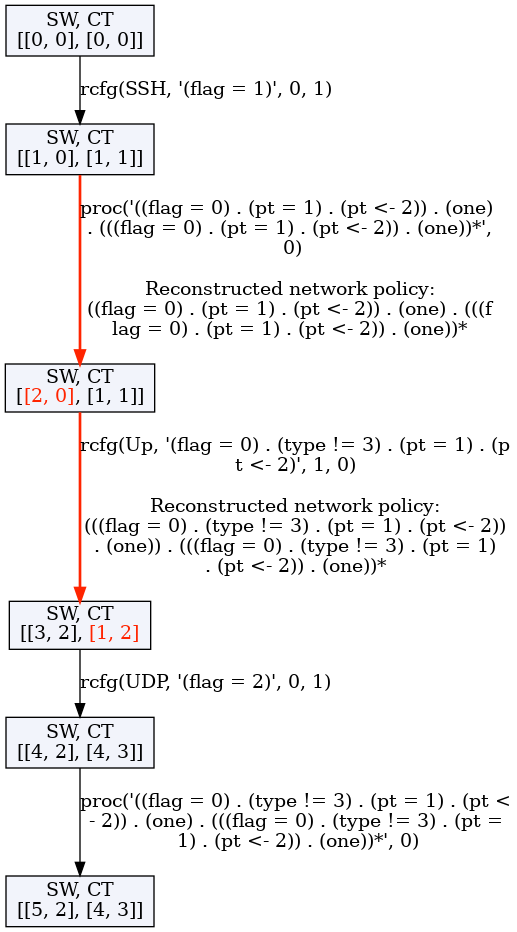 SW, CT
[[0, 0], [0, 0]]
rcfg(SSH, '(flag = 1)', 0, 1)
SW, CT
[[1, 0], [1, 1]]
proc('((flag = 0) . (pt = 1) . (pt <- 2)) . (one)
. (((flag = 0) . (pt = 1) . (pt <- 2)) . (one))*',
0)
Reconstructed network policy:
((flag = 0) . (pt = 1) . (pt <- 2)) . (one) . (((f
lag = 0) . (pt = 1) . (pt <- 2)) . (one))*
SW, CT
[[2, 0], [1, 1]]
rcfg(Up, '(flag = 0) . (type != 3) . (pt = 1) . (p
t <- 2)', 1, 0)
Reconstructed network policy:
(((flag = 0) . (type != 3) . (pt = 1) . (pt <- 2))
. (one)) . (((flag = 0) . (type != 3) . (pt = 1)
. (pt <- 2)) . (one))*
SW, CT
[[3, 2], [1, 2]
rcfg(UDP, '(flag = 2)', 0, 1)
SW, CT
[[4, 2], [4, 3]]
proc('((flag = 0) . (type != 3) . (pt = 1) . (pt <
- 2)) . (one) . (((flag = 0) . (type != 3) . (pt =
1) . (pt <- 2)) . (one))*', 0)
SW, CT
[[5, 2], [4, 3]]